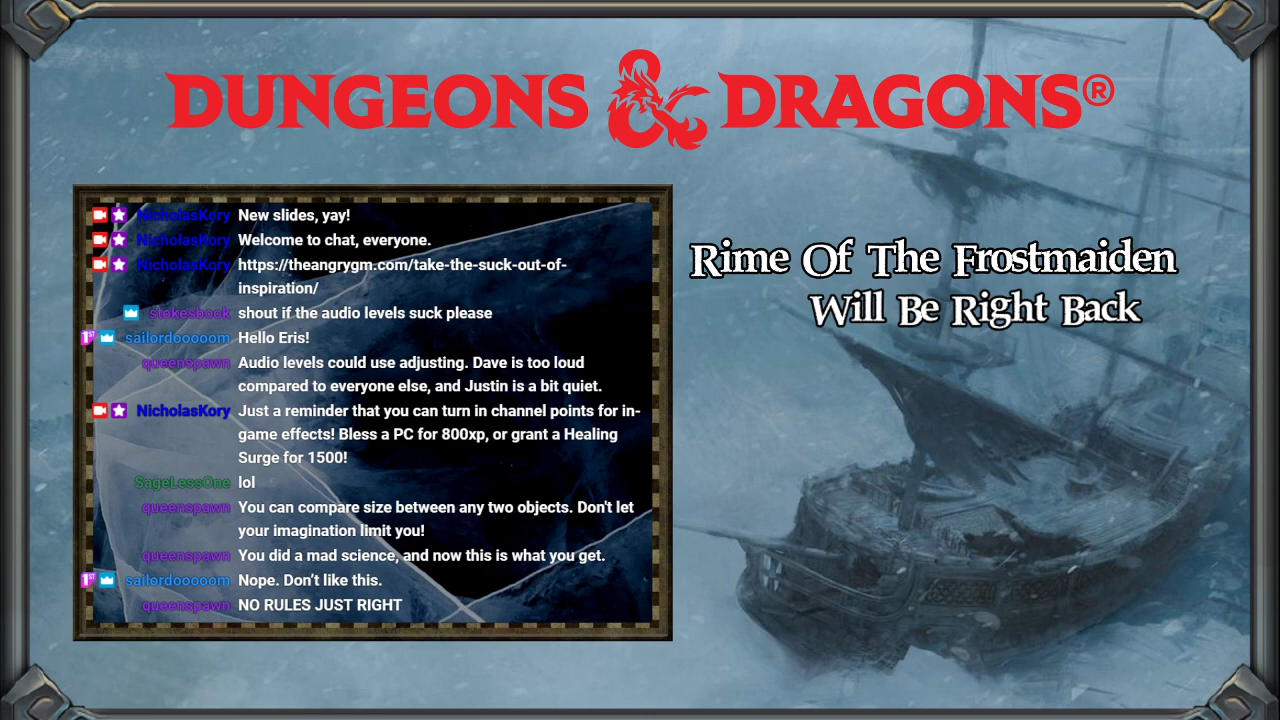 DUNGEONS & DRAGONS®
NicholasKory New slides, yay!
NicholasKory Welcome to chat, everyone.
NicholasKory https://theangrygm.com/take-the-suck-out-of-
inspiration/
stokesbook shout if the audio levels suck please
1ST sailordooooom Hello Eris!
queenspawn Audio levels could use adjusting. Dave is too loud
compared to everyone else, and Justin is a bit quiet.
NicholasKory Just a reminder that you can turn in channel points for in-
game effects! Bless a PC for 800xp, or grant a Healing
Surge for 1500!
SageLessOne lol
queenspawn You can compare size between any two objects. Don't let
your imagination limit you!
queenspawn You did a mad science, and now this is what you get.
1ST sailordooooom Nope. Don’t like this.
queenspawn NO RULES JUST RIGHT
Rime Of The Frostmaiden
Will Be Right Back